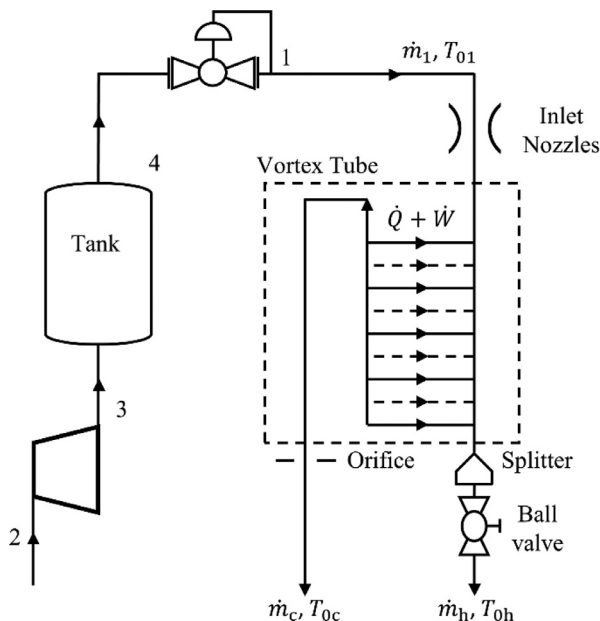 1
ṁ₁, T₀₁
Inlet
Nozzles
4
Vortex Tube
Tank
Q̇ + Ẇ
3
Orifice
Splitter
2
Ball
valve
ṁc, T₀c
ṁh, T₀h